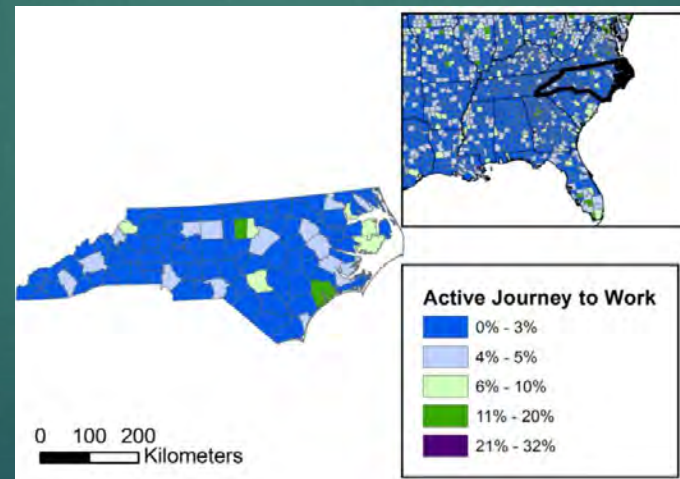 Active Journey to Work
0% - 3%
4% - 5%
6% - 10%
11% - 20%
21% - 32%
0 100 200
Kilometers